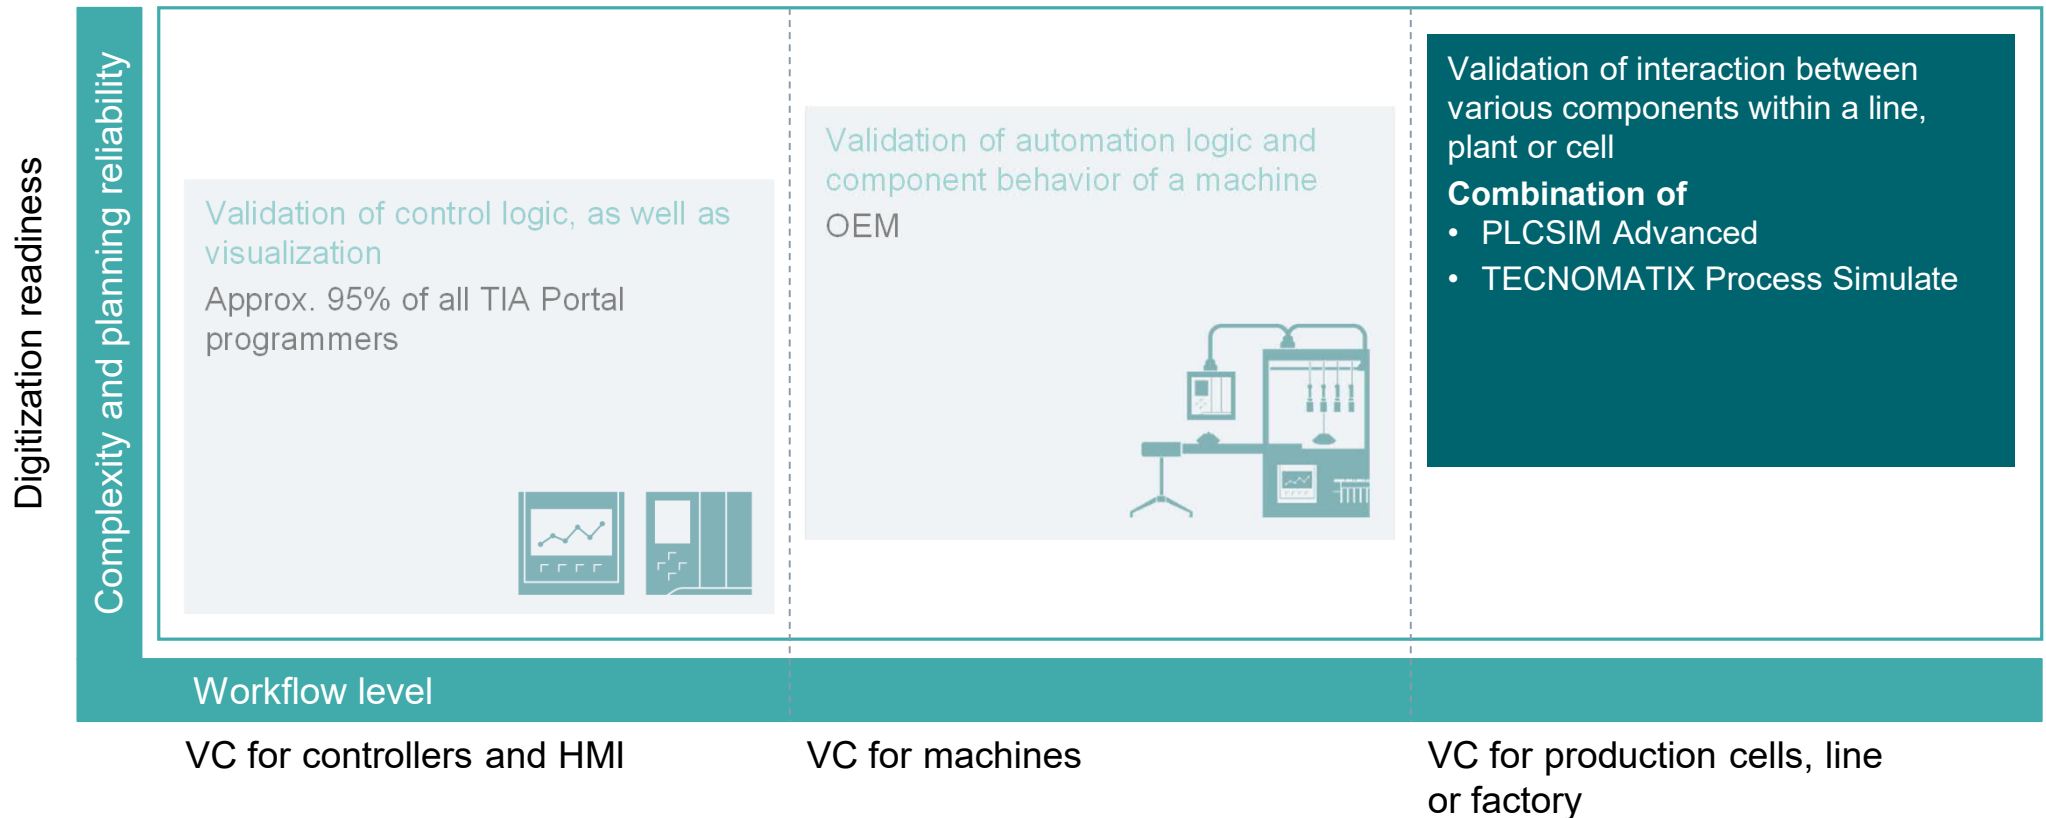 Digitization readiness
Complexity and planning reliability
Validation of control logic, as well as
visualization
Approx. 95% of all TIA Portal
programmers
Validation of automation logic and
component behavior of a machine
OEM
Validation of interaction between
various components within a line,
plant or cell
Combination of
• PLCSIM Advanced
• TECNOMATIX Process Simulate
Workflow level
VC for controllers and HMI
VC for machines
VC for production cells, line
or factory